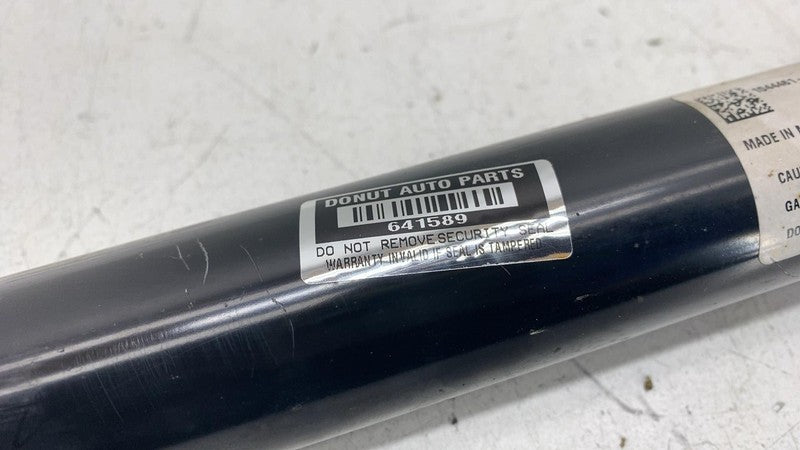 DONUT AUTO PARTS
641589
DO NOT REMOVE SECURITY SEAL
WARRANTY INVALID IF SEAL IS TAMPERED
MADE IN
CAU
GA
DO